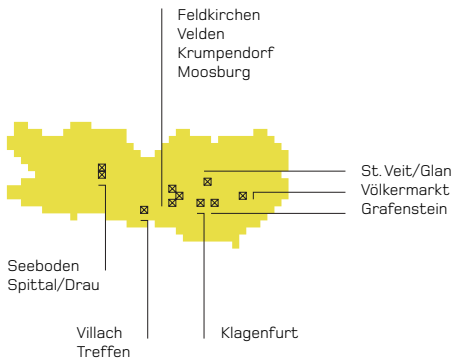 Feldkirchen
Velden
Krumpendorf
Moosburg
St. Veit/Glan
Völkermarkt
Grafenstein
Seeboden
Spittal/Drau
Villach
Treffen
Klagenfurt